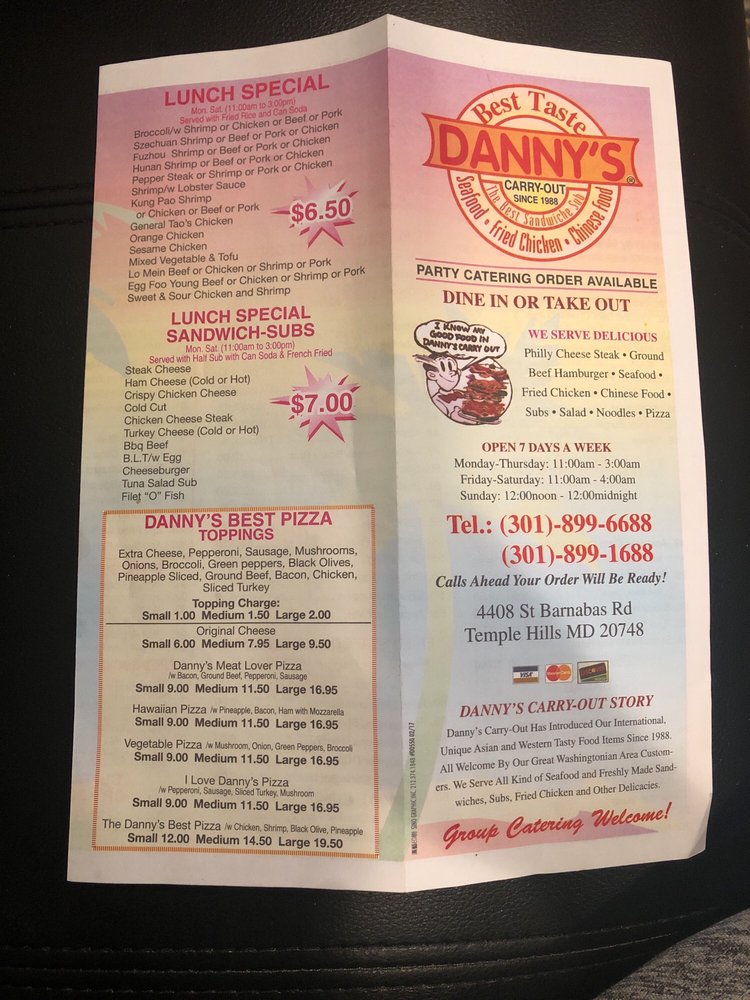 LUNCH SPECIAL
Mon. Sat. (11:00am to 3:00pm)
Served with Fried Rice and Can Soda
Broccoli/w Shrimp or Chicken or Beef or Pork
Szechuan Shrimp or Beef or Pork or Chicken
Fuzhou Shrimp or Beef or Pork or Chicken
Hunan Shrimp or Beef or Pork or Chicken
Pepper Steak or Shrimp or Pork or Chicken
Shrimp/w Lobster Sauce
Kung Pao Shrimp
or Chicken or Beef or Pork
General Tao's Chicken
Orange Chicken
Sesame Chicken
Mixed Vegetable & Tofu
Lo Mein Beef or Chicken or Shrimp or Pork
Egg Foo Young Beef or Chicken or Shrimp or Pork
Sweet & Sour Chicken and Shrimp
$6.50
LUNCH SPECIAL
SANDWICH-SUBS
Mon. Sat. (11:00am to 3:00pm)
Served with Half Sub with Can Soda & French Fried
Steak Cheese
Ham Cheese (Cold or Hot)
Crispy Chicken Cheese
Cold Cut
Chicken Cheese Steak
Turkey Cheese (Cold or Hot)
Bbq Beef
B.L.T/w Egg
Cheeseburger
Tuna Salad Sub
Filet "O" Fish
$7.00
DANNY'S BEST PIZZA
TOPPINGS
Extra Cheese, Pepperoni, Sausage, Mushrooms,
Onions, Broccoli, Green peppers, Black Olives,
Pineapple Sliced, Ground Beef, Bacon, Chicken,
Sliced Turkey
Topping Charge:
Small 1.00 Medium 1.50 Large 2.00
Original Cheese
Small 6.00 Medium 7.95 Large 9.50
Danny's Meat Lover Pizza
/w Bacon, Ground Beef, Pepperoni, Sausage
Small 9.00 Medium 11.50 Large 16.95
Hawaiian Pizza /w Pineapple, Bacon, Ham with Mozzarella
Small 9.00 Medium 11.50 Large 16.95
Vegetable Pizza /w Mushroom, Onion, Green Peppers, Broccoli
Small 9.00 Medium 11.50 Large 16.95
I Love Danny's Pizza
/w Pepperoni, Sausage, Sliced Turkey, Mushroom
Small 9.00 Medium 11.50 Large 16.95
The Danny's Best Pizza /w Chicken, Shrimp, Black Olive, Pineapple
Small 12.00 Medium 14.50 Large 19.50
Best Taste
DANNY'S
®
CARRY-OUT
SINCE 1988
The Best Sandwiche Sub
Seafood • Fried Chicken • Chinese Food
PARTY CATERING ORDER AVAILABLE
DINE IN OR TAKE OUT
I KNOW MY
GOOD FOOD IN
DANNY'S CARRY OUT
WE SERVE DELICIOUS
Philly Cheese Steak • Ground
Beef Hamburger • Seafood •
Fried Chicken • Chinese Food •
Subs • Salad • Noodles • Pizza
OPEN 7 DAYS A WEEK
Monday-Thursday: 11:00am - 3:00am
Friday-Saturday: 11:00am - 4:00am
Sunday: 12:00noon - 12:00midnight
Tel.: (301)-899-6688
(301)-899-1688
Calls Ahead Your Order Will Be Ready!
4408 St Barnabas Rd
Temple Hills MD 20748
VISA MasterCard DISCOVER
DANNY'S CARRY-OUT STORY
Danny's Carry-Out Has Introduced Our International,
Unique Asian and Western Tasty Food Items Since 1988.
All Welcome By Our Great Washingtonian Area Custom-
ers. We Serve All Kind of Seafood and Freshly Made Sand-
wiches, Subs, Fried Chicken and Other Delicacies.
Group Catering Welcome!
SINO GRAPHIC INC. 212.374.1848 #90550 02/17